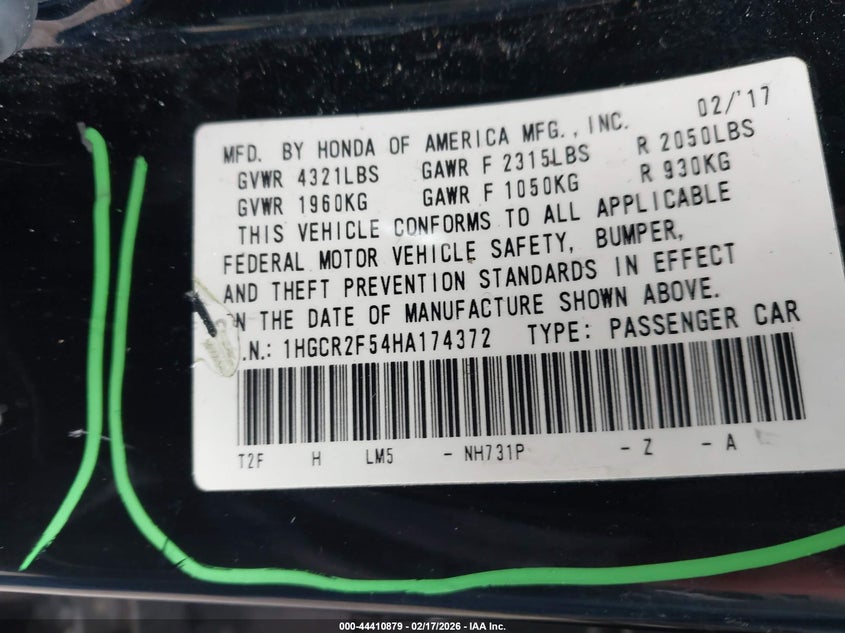 02/'17
MFD. BY HONDA OF AMERICA MFG., INC.
GVWR 4321LBS GAWR F 2315LBS R 2050LBS
GVWR 1960KG GAWR F 1050KG R 930KG
THIS VEHICLE CONFORMS TO ALL APPLICABLE
FEDERAL MOTOR VEHICLE SAFETY, BUMPER,
AND THEFT PREVENTION STANDARDS IN EFFECT
ON THE DATE OF MANUFACTURE SHOWN ABOVE.
.N.: 1HGCR2F54HA174372 TYPE: PASSENGER CAR
T2F H LM5 - NH731P - Z - A
000-44410879 - 02/17/2026 - IAA Inc.